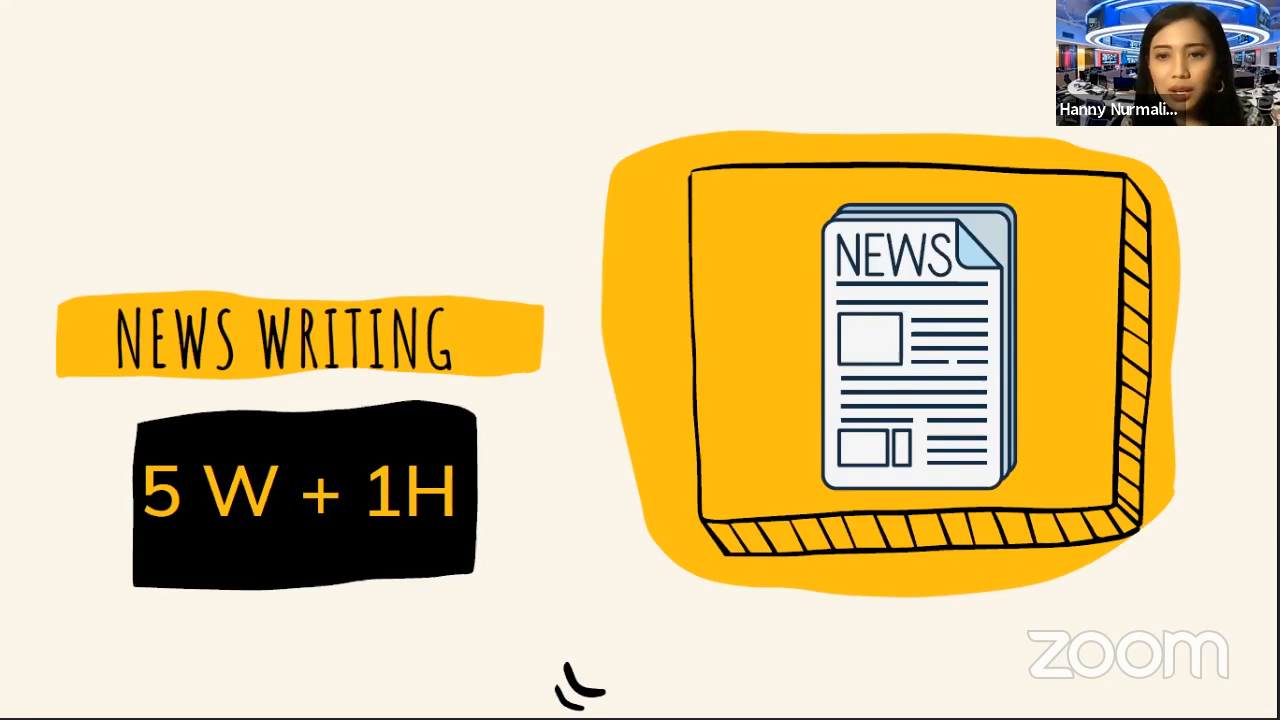 Hanny Nurmali...
NEWS
NEWS WRITING
5 W + 1H
zoom